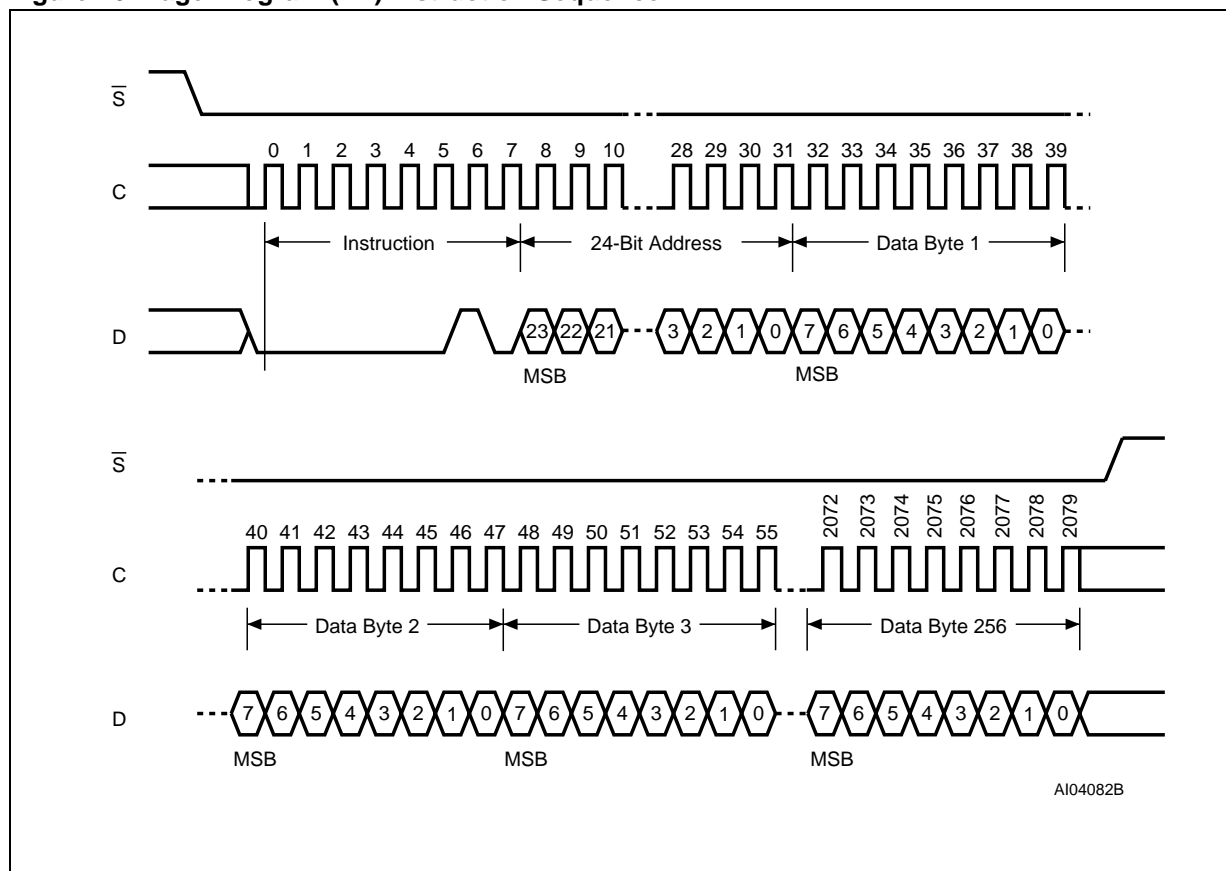 S
0 1 2 3 4 5 6 7 8 9 10 28 29 30 31 32 33 34 35 36 37 38 39
C
Instruction 24-Bit Address Data Byte 1
D 23 22 21 3 2 1 0 7 6 5 4 3 2 1 0
MSB MSB
S
40 41 42 43 44 45 46 47 48 49 50 51 52 53 54 55 2072 2073 2074 2075 2076 2077 2078 2079
C
Data Byte 2 Data Byte 3 Data Byte 256
D 7 6 5 4 3 2 1 0 7 6 5 4 3 2 1 0 7 6 5 4 3 2 1 0
MSB MSB MSB
AI04082B